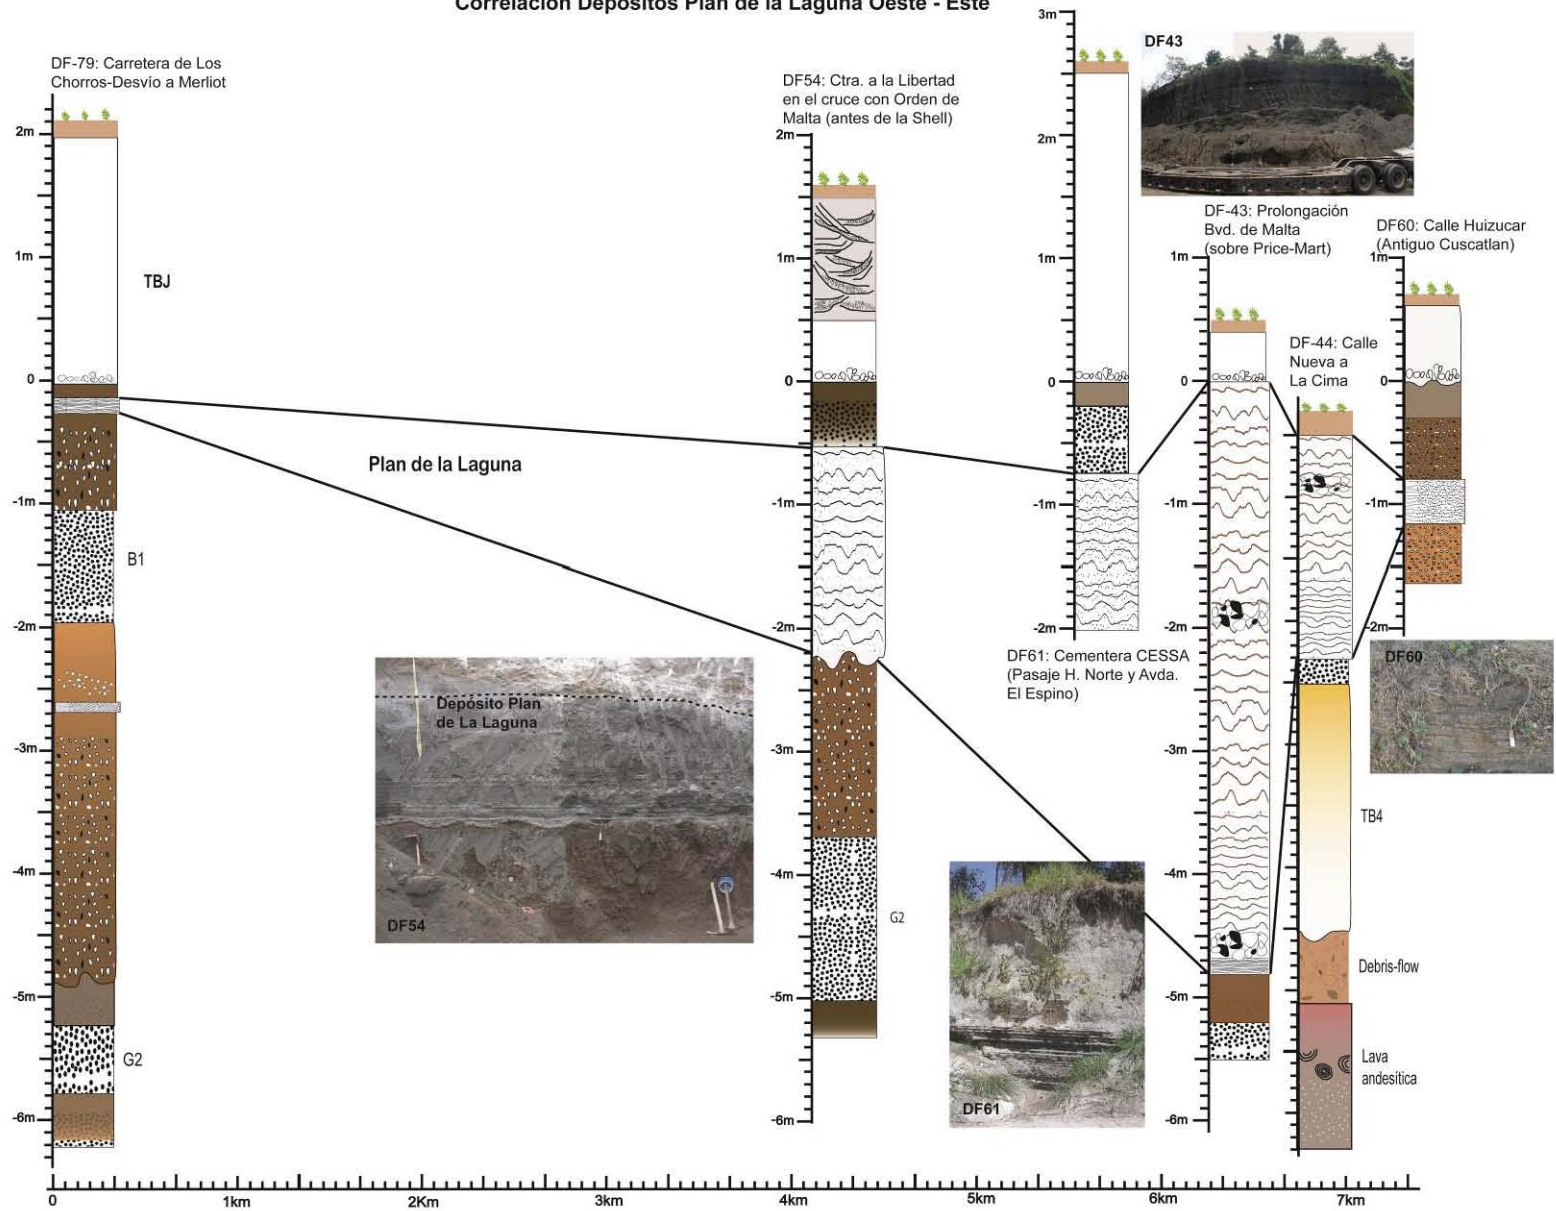 Correlación Depósitos Plan de la Laguna Oeste - Este
DF-79: Carretera de Los
Chorros-Desvío a Merliot
2m
1m
0
-1m
-2m
-3m
-4m
-5m
-6m
TBJ
B1
G2
Plan de la Laguna
Depósito Plan
de La Laguna
DF54
DF54: Ctra. a la Libertad
en el cruce con Orden de
Malta (antes de la Shell)
2m
1m
0
-1m
-2m
-3m
-4m
-5m
-6m
G2
3m
2m
1m
0
-1m
-2m
DF61: Cementera CESSA
(Pasaje H. Norte y Avda.
El Espino)
DF61
DF43
DF-43: Prolongación
Bvd. de Malta
(sobre Price-Mart)
1m
0
-1m
-2m
-3m
-4m
-5m
-6m
DF-44: Calle
Nueva a
La Cima
TB4
Debris-flow
Lava
andesítica
DF60: Calle Huizucar
(Antiguo Cuscatlan)
1m
0
-1m
-2m
DF60
0
1km
2Km
3km
4km
5km
6km
7km